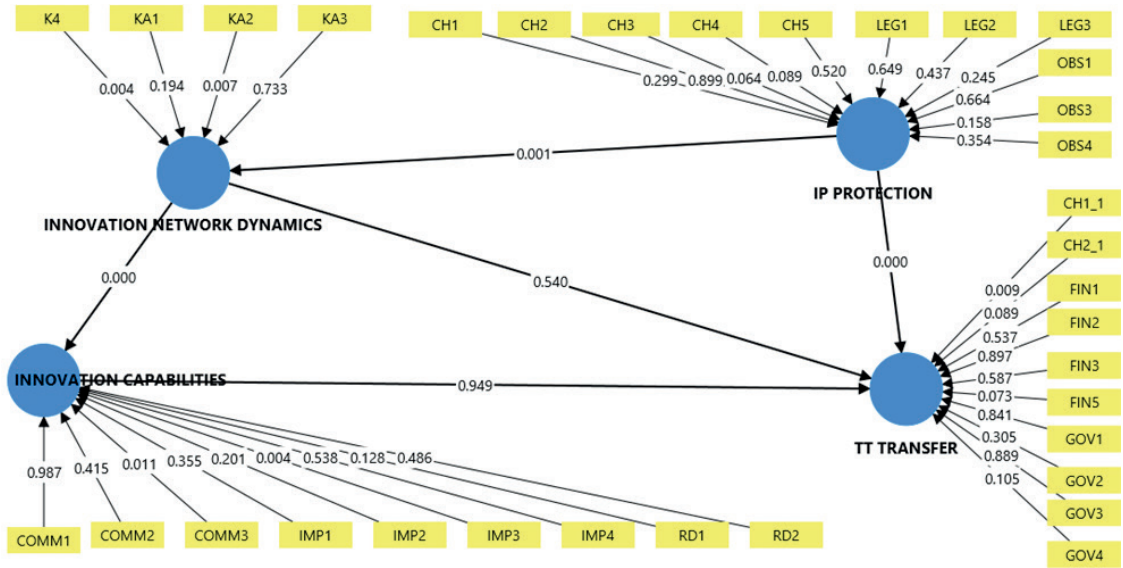 K4
KA1
KA2
KA3
CH1
CH2
CH3
CH4
CH5
LEG1
LEG2
LEG3
OBS1
OBS3
OBS4
0.004
0.194
0.007
0.733
0.299
0.899
0.064
0.089
0.520
0.649
0.437
0.245
0.664
0.158
0.354
0.001
IP PROTECTION
INNOVATION NETWORK DYNAMICS
0.000
0.540
0.000
CH1_1
CH2_1
FIN1
FIN2
FIN3
FIN5
GOV1
GOV2
GOV3
GOV4
0.009
0.089
0.537
0.897
0.587
0.073
0.841
0.305
0.889
0.105
INNOVATION CAPABILITIES
0.949
TT TRANSFER
0.987
0.415
0.011
0.355
0.201
0.004
0.538
0.128
0.486
COMM1
COMM2
COMM3
IMP1
IMP2
IMP3
IMP4
RD1
RD2